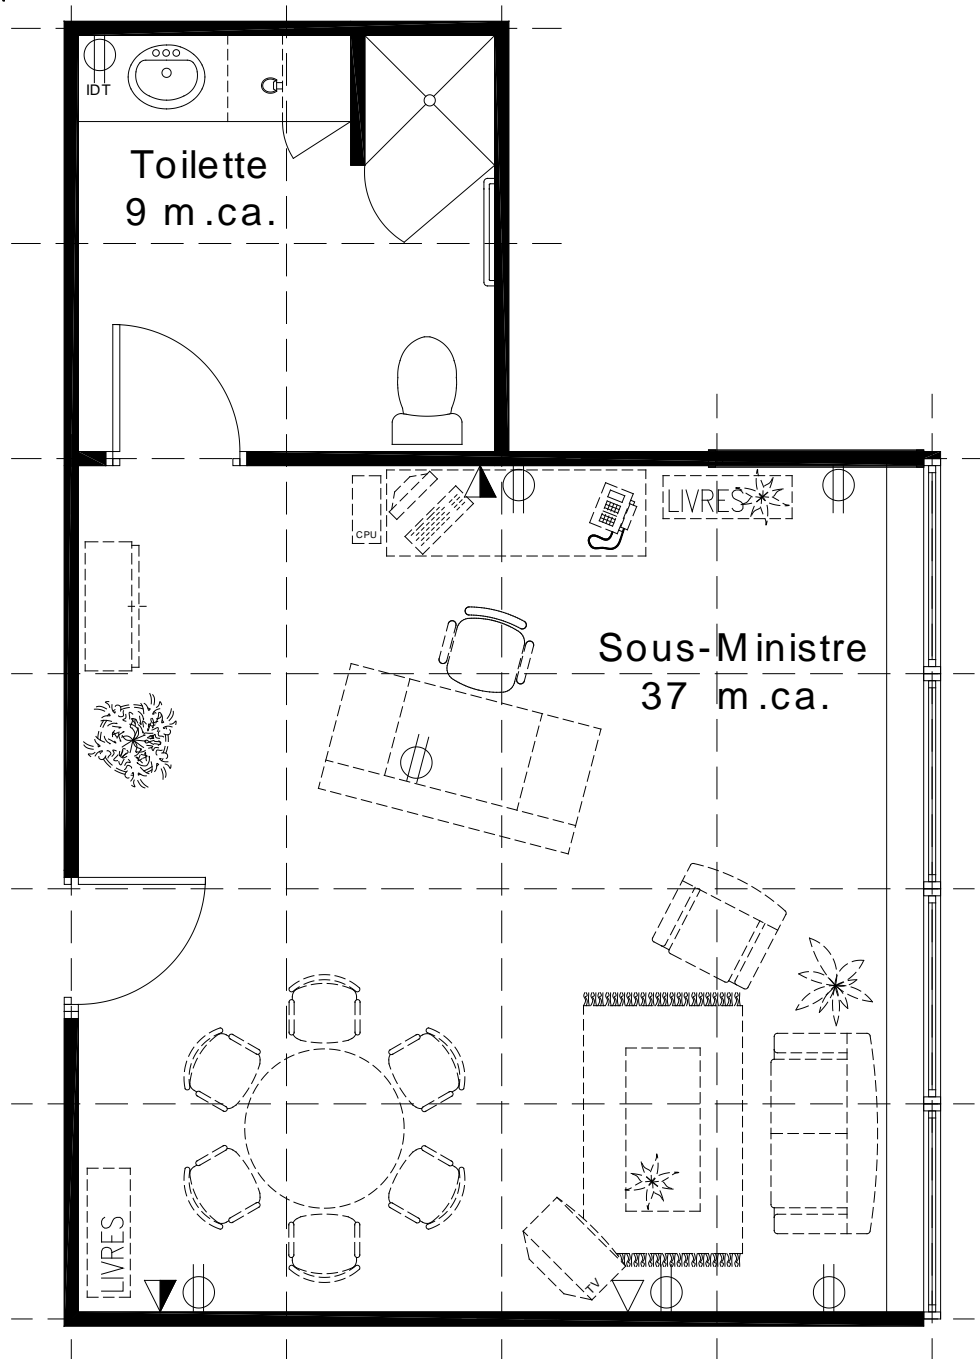 IDT
Toilette
9 m.ca.
CPU
LIVRES
Sous-Ministre
37 m.ca.
LIVRES
TV